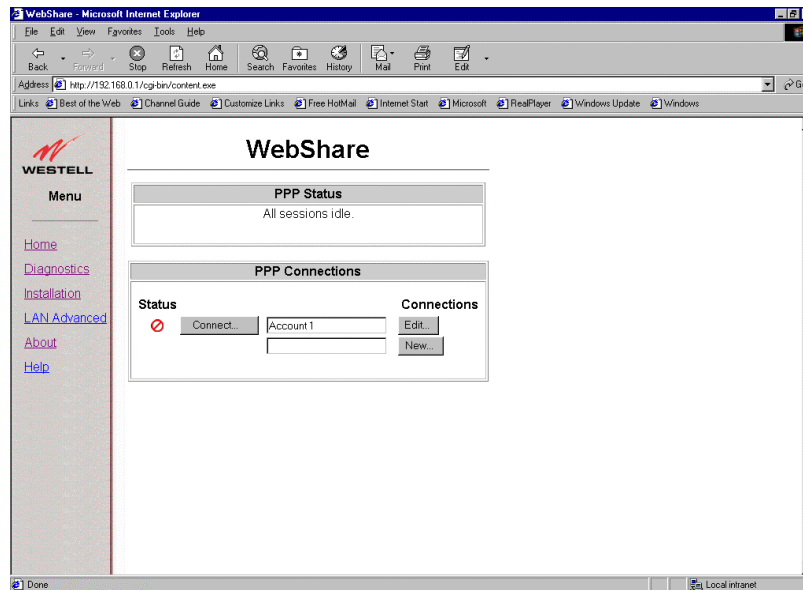 WebShare - Microsoft Internet Explorer
File Edit View Favorites Tools Help
Back Forward Stop Refresh Home Search Favorites History Mail Print Edit
Address http://192.168.0.1/cgi-bin/content.exe
Links Best of the Web Channel Guide Customize Links Free HotMail Internet Start Microsoft RealPlayer Windows Update Windows
WESTELL
Menu
Home
Diagnostics
Installation
LAN Advanced
About
Help
WebShare
PPP Status
All sessions idle.
PPP Connections
Status Connections
Connect... Account 1 Edit...
New...
Done Local intranet